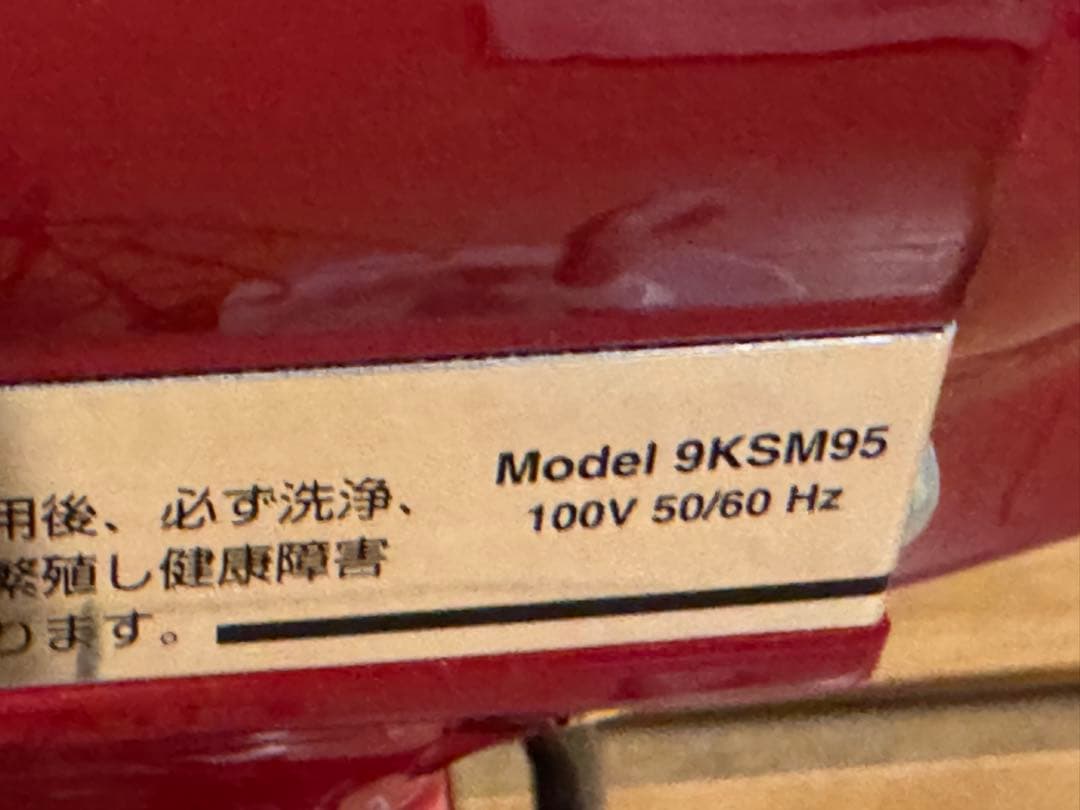 Model 9KSM95
100V 50/60 Hz
用後、必ず洗浄、
繁殖し健康障害
ります。